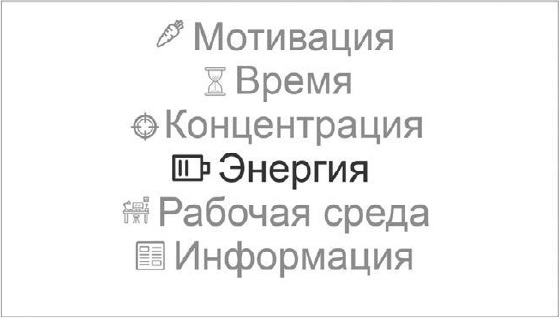 Мотивация
Время
Концентрация
Энергия
Рабочая среда
Информация